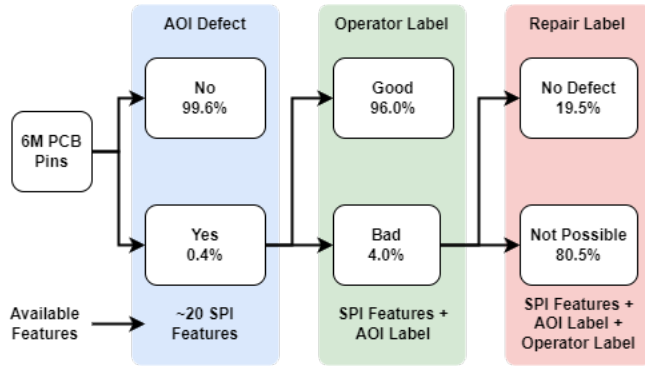 AOI Defect
Operator Label
Repair Label
No
99.6%
Good
96.0%
No Defect
19.5%
6M PCB
Pins
Yes
0.4%
Bad
4.0%
Not Possible
80.5%
Available
Features
~20 SPI
Features
SPI Features +
AOI Label
SPI Features +
AOI Label +
Operator Label